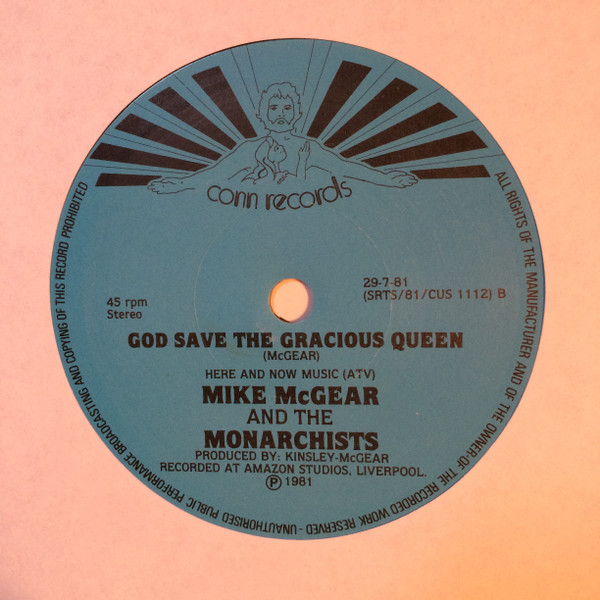 conn records
45 rpm
Stereo
29-7-81
(SRTS/81/CUS 1112) B
GOD SAVE THE GRACIOUS QUEEN
(McGEAR)
HERE AND NOW MUSIC (ATV)
MIKE McGEAR
AND THE
MONARCHISTS
PRODUCED BY: KINSLEY-McGEAR
RECORDED AT AMAZON STUDIOS, LIVERPOOL.
Ⓟ 1981
ALL RIGHTS OF THE MANUFACTURER AND OF THE OWNER-OF THE RECORDED WORK RESERVED - UNAUTHORISED PUBLIC PERFORMANCE BROADCASTING AND COPYING OF THIS RECORD PROHIBITED